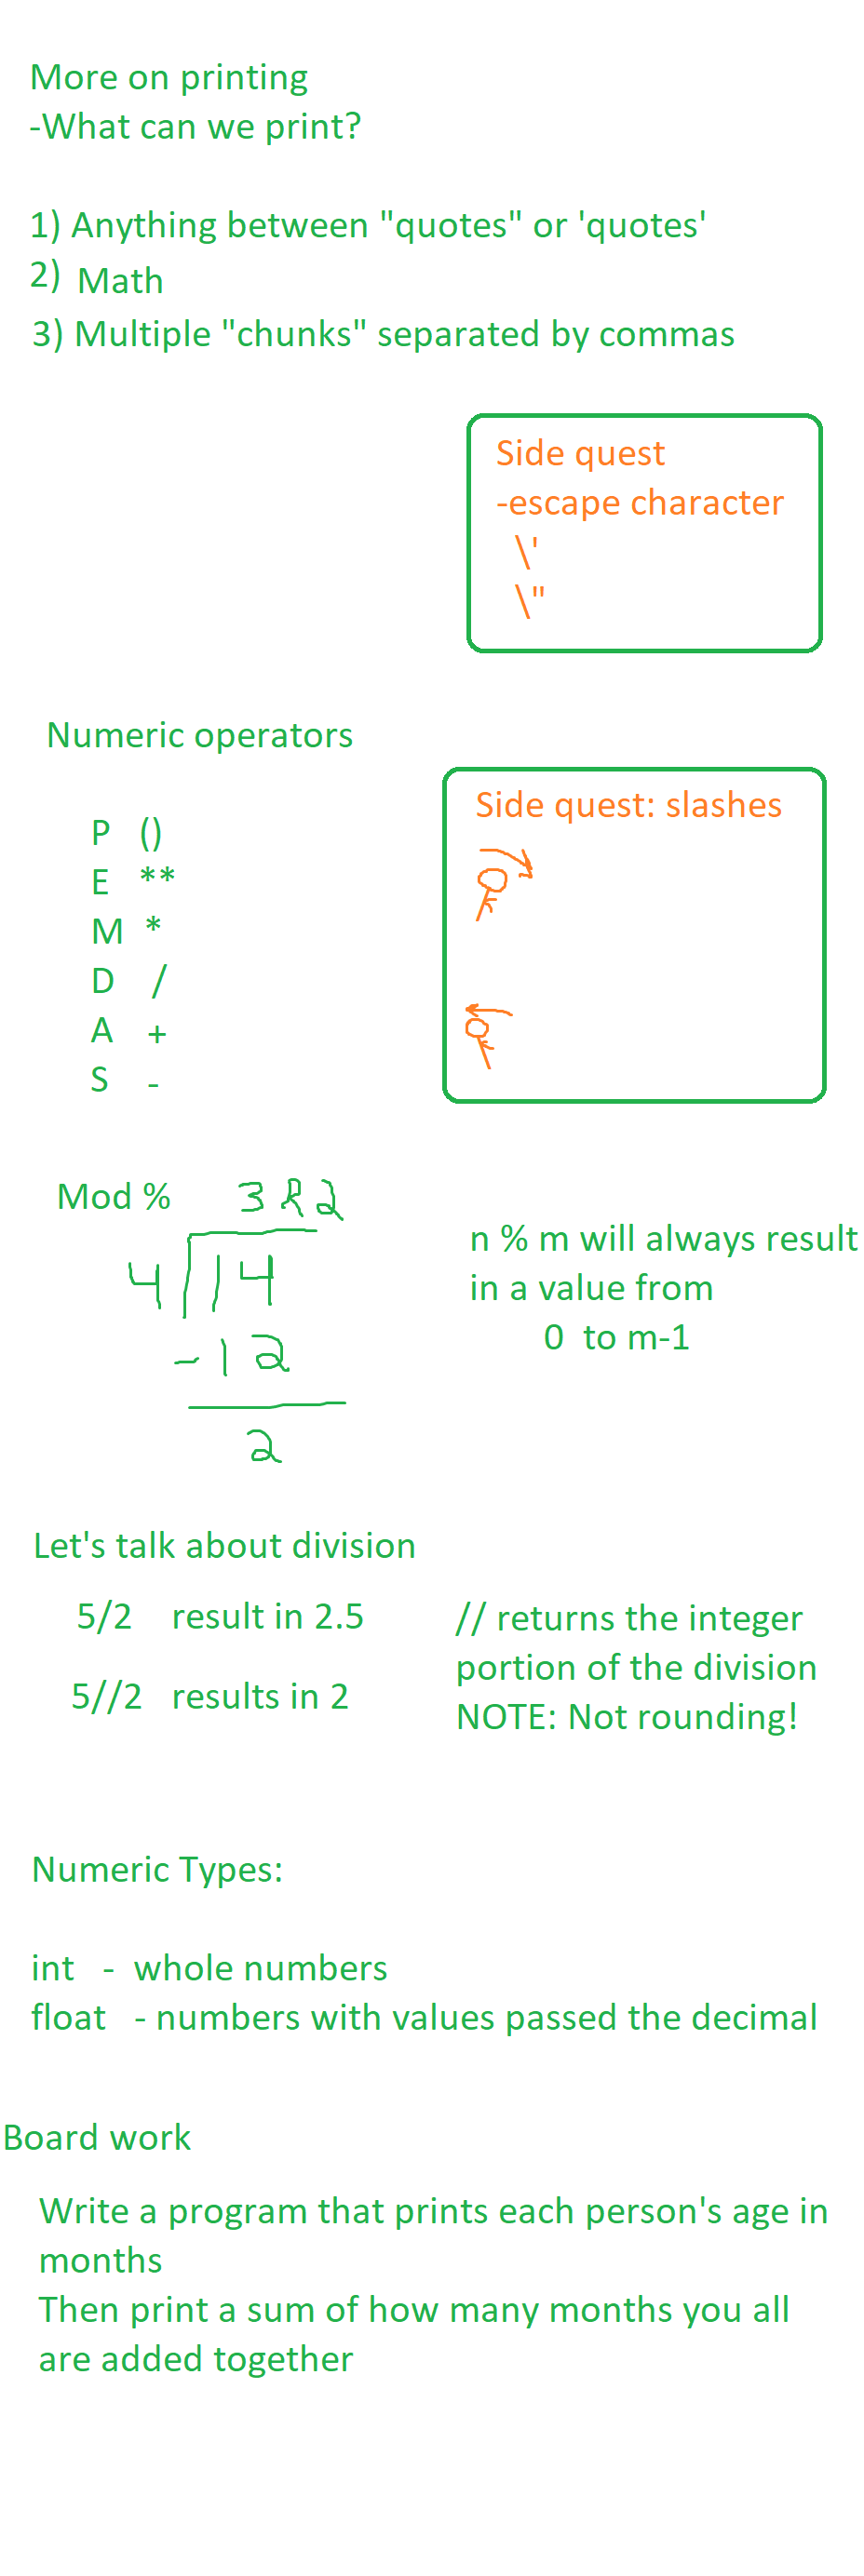 More on printing
-What can we print?
1) Anything between "quotes" or 'quotes'
2) Math
3) Multiple "chunks" separated by commas
Side quest
-escape character
\'
\"
Numeric operators
Side quest: slashes
P ()
E **
M *
D /
A +
S -
Mod %
3 R2
4 14
-12
2
n % m will always result
in a value from
0 to m-1
Let's talk about division
5/2 result in 2.5
5//2 results in 2
// returns the integer
portion of the division
NOTE: Not rounding!
Numeric Types:
int - whole numbers
float - numbers with values passed the decimal
Board work
Write a program that prints each person's age in
months
Then print a sum of how many months you all
are added together